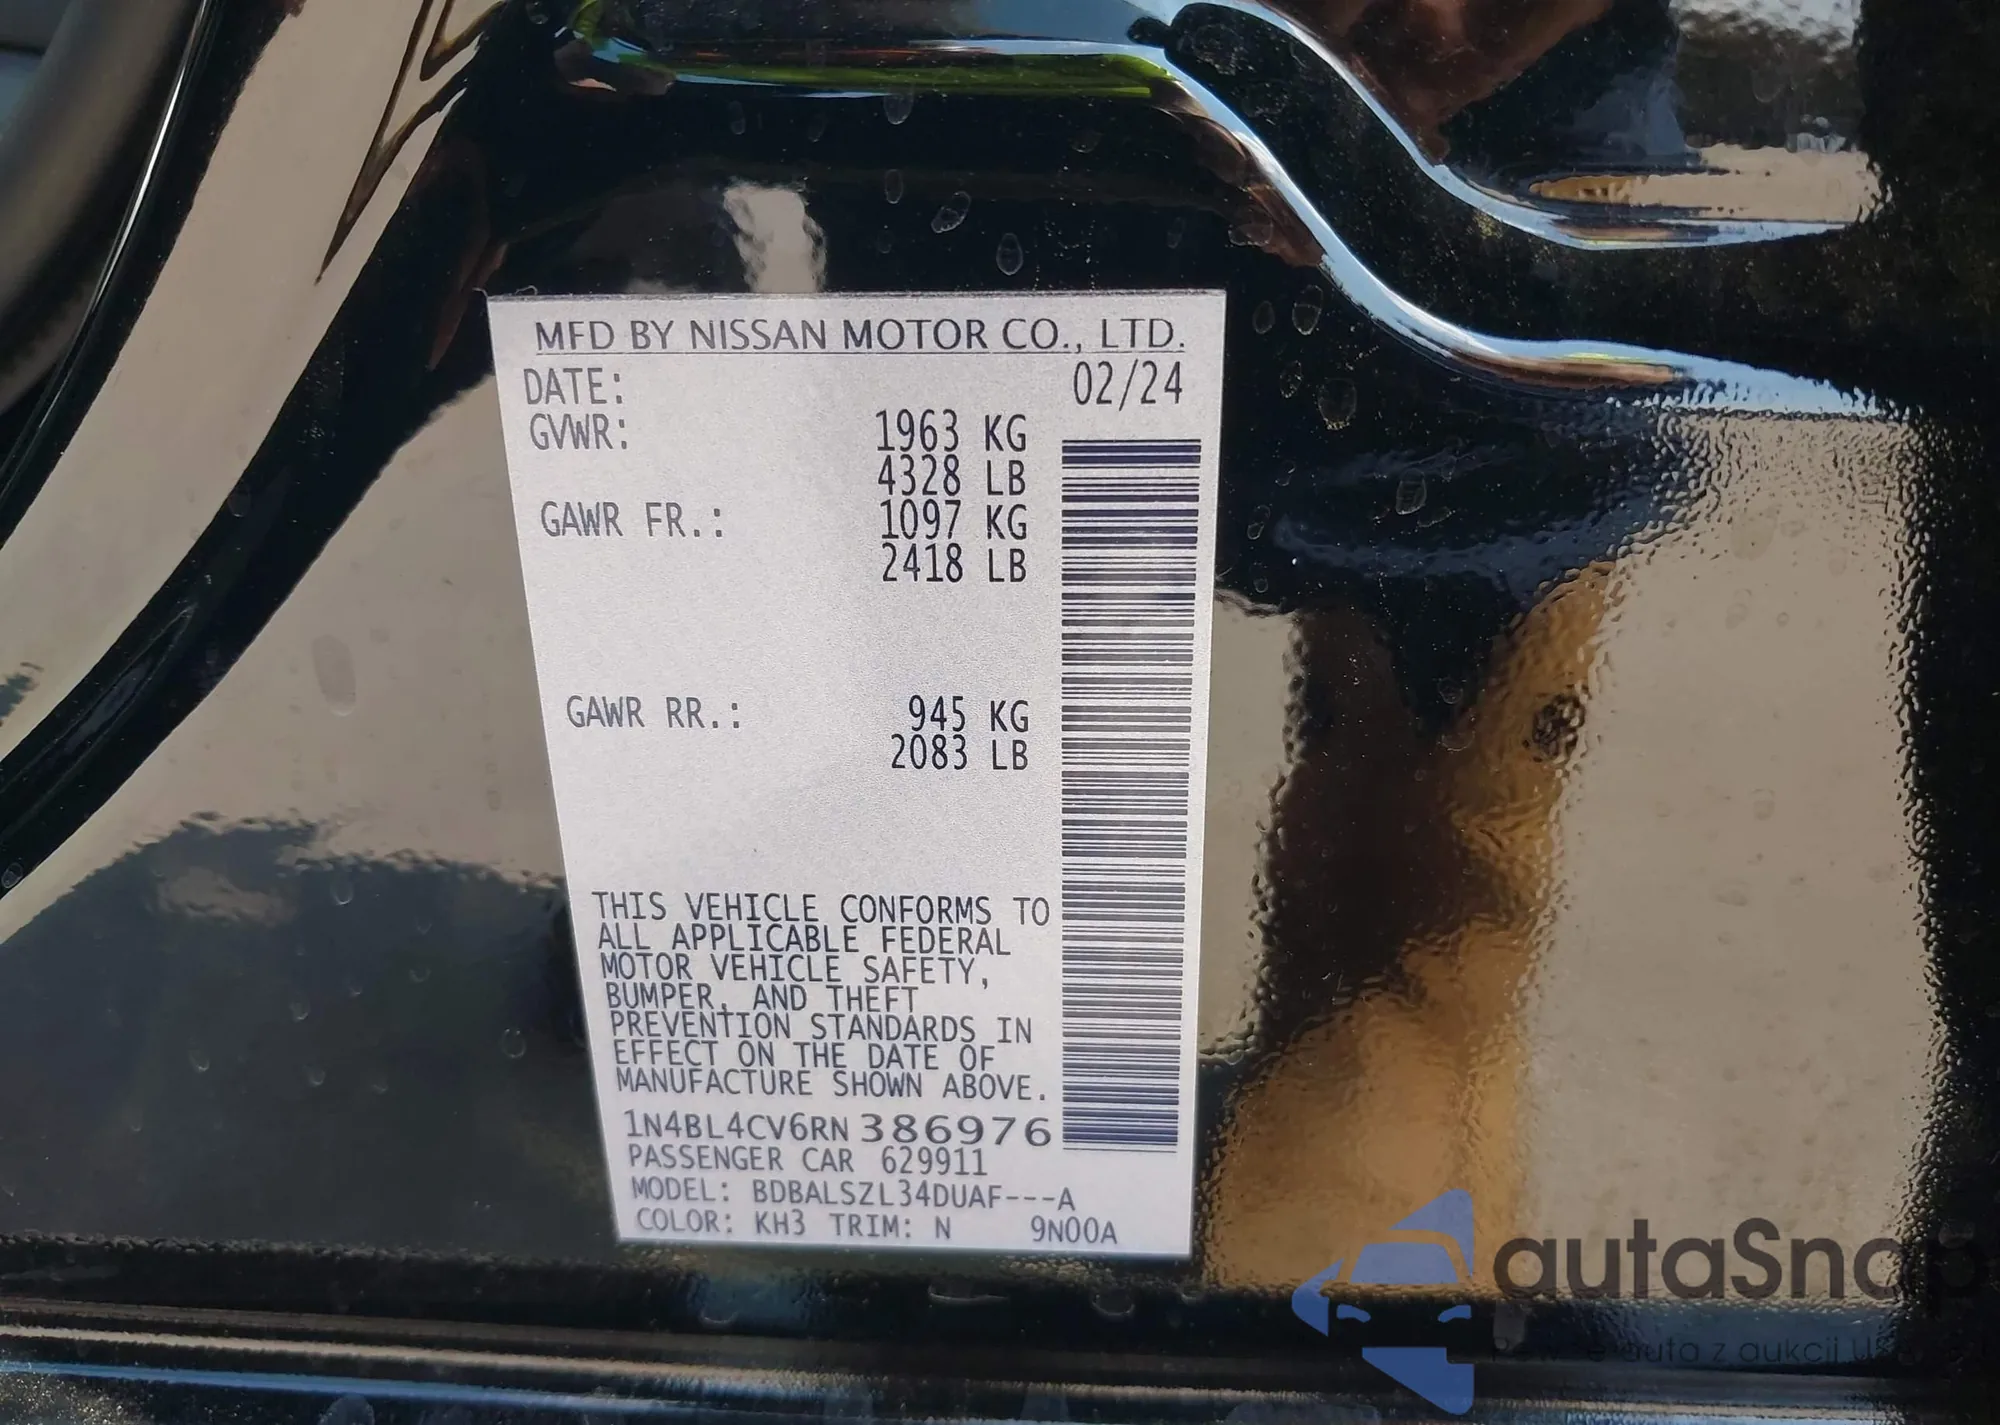 MFD BY NISSAN MOTOR CO., LTD.
DATE: 02/24
GVWR: 1963 KG
4328 LB
GAWR FR.: 1097 KG
2418 LB
GAWR RR.: 945 KG
2083 LB
THIS VEHICLE CONFORMS TO
ALL APPLICABLE FEDERAL
MOTOR VEHICLE SAFETY,
BUMPER, AND THEFT
PREVENTION STANDARDS IN
EFFECT ON THE DATE OF
MANUFACTURE SHOWN ABOVE.
1N4BL4CV6RN386976
PASSENGER CAR 629911
MODEL: BDBALSZL34DUAF---A
COLOR: KH3 TRIM: N 9N00A
autaSnap
auta z aukcji